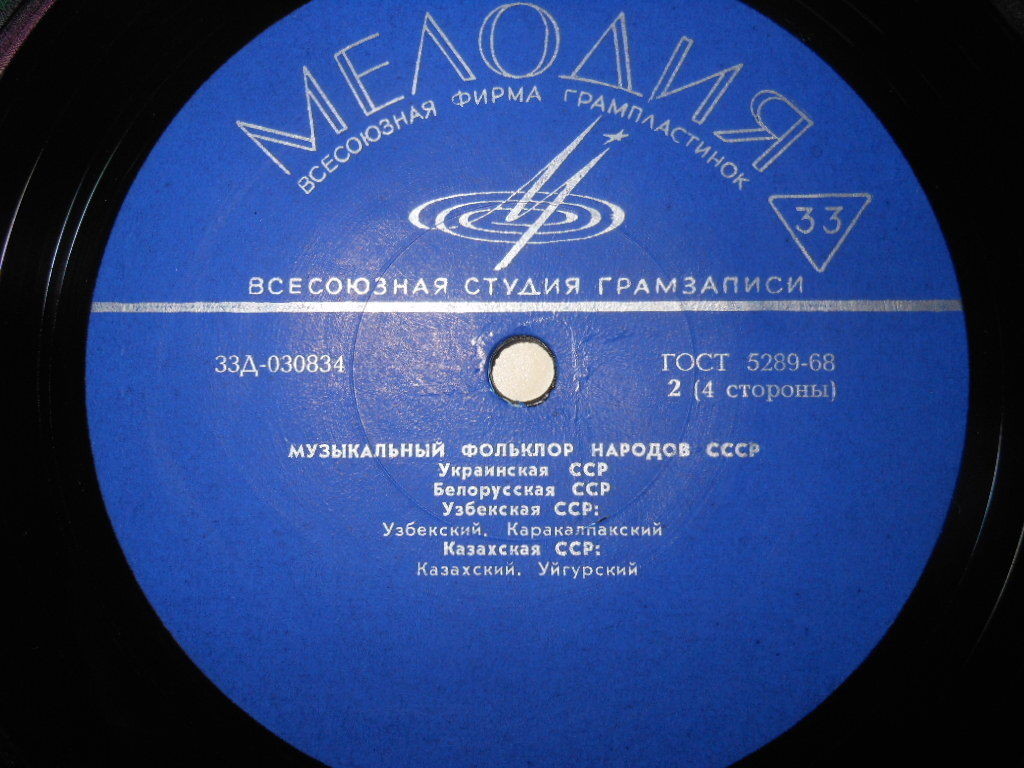 МЕЛОДИЯ
ВСЕСОЮЗНАЯ ФИРМА ГРАМПЛАСТИНОК
33
ВСЕСОЮЗНАЯ СТУДИЯ ГРАМЗАПИСИ
33Д-030834
ГОСТ 5289-68
2 (4 стороны)
МУЗЫКАЛЬНЫЙ ФОЛЬКЛОР НАРОДОВ СССР
Украинская ССР
Белорусская ССР
Узбекская ССР:
Узбекский, Каракалпакский
Казахская ССР:
Казахский, Уйгурский